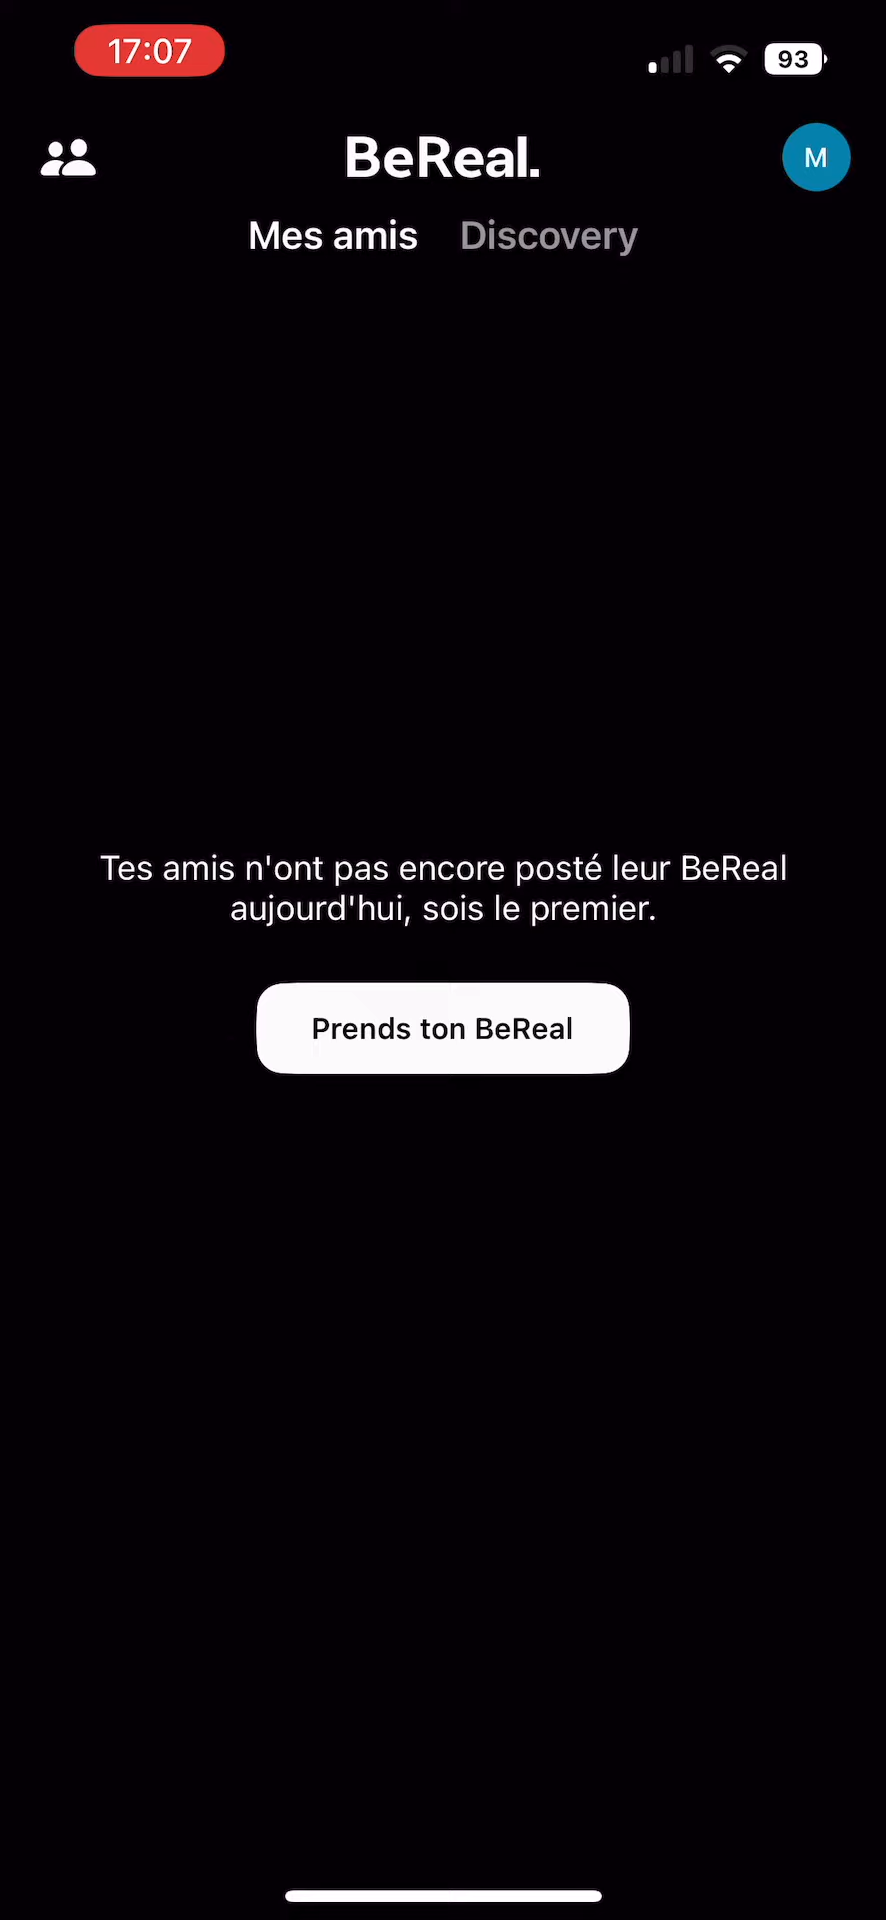 17:07
93
BeReal.
M
Mes amis
Discovery
Tes amis n'ont pas encore posté leur BeReal
aujourd'hui, sois le premier.
Prends ton BeReal